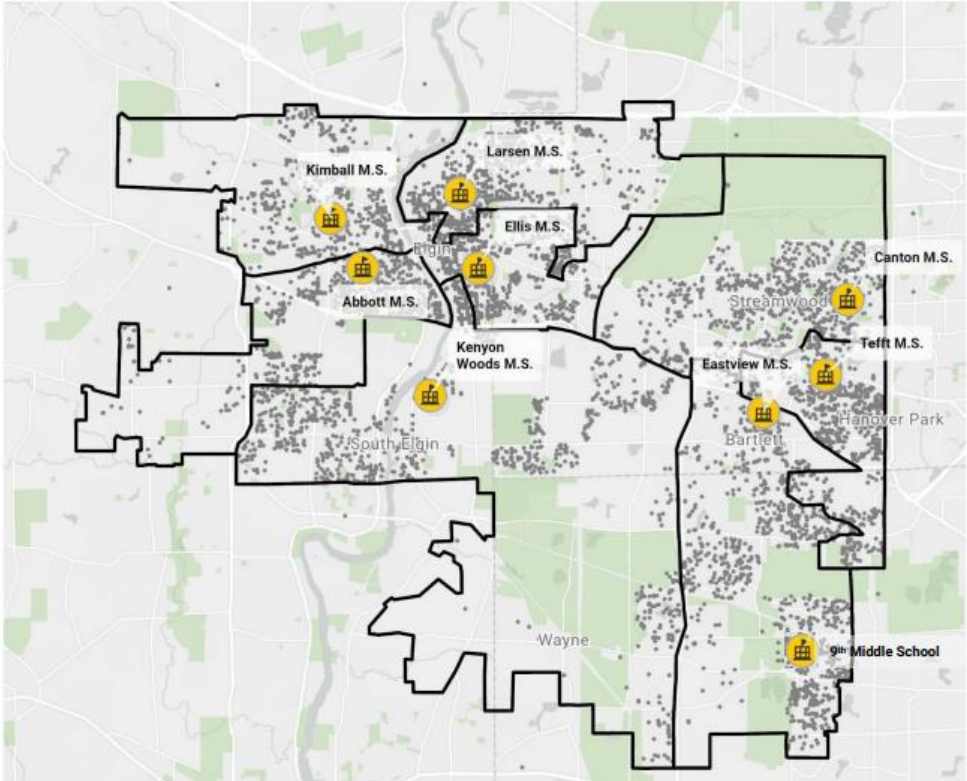 Larsen M.S.
Kimball M.S.
Ellis M.S.
Elgin
Canton M.S.
Abbott M.S.
Streamwood
Kenyon
Woods M.S.
Tefft M.S.
Eastview M.S.
Hanover Park
Bartlett
South Elgin
Wayne
9th Middle School